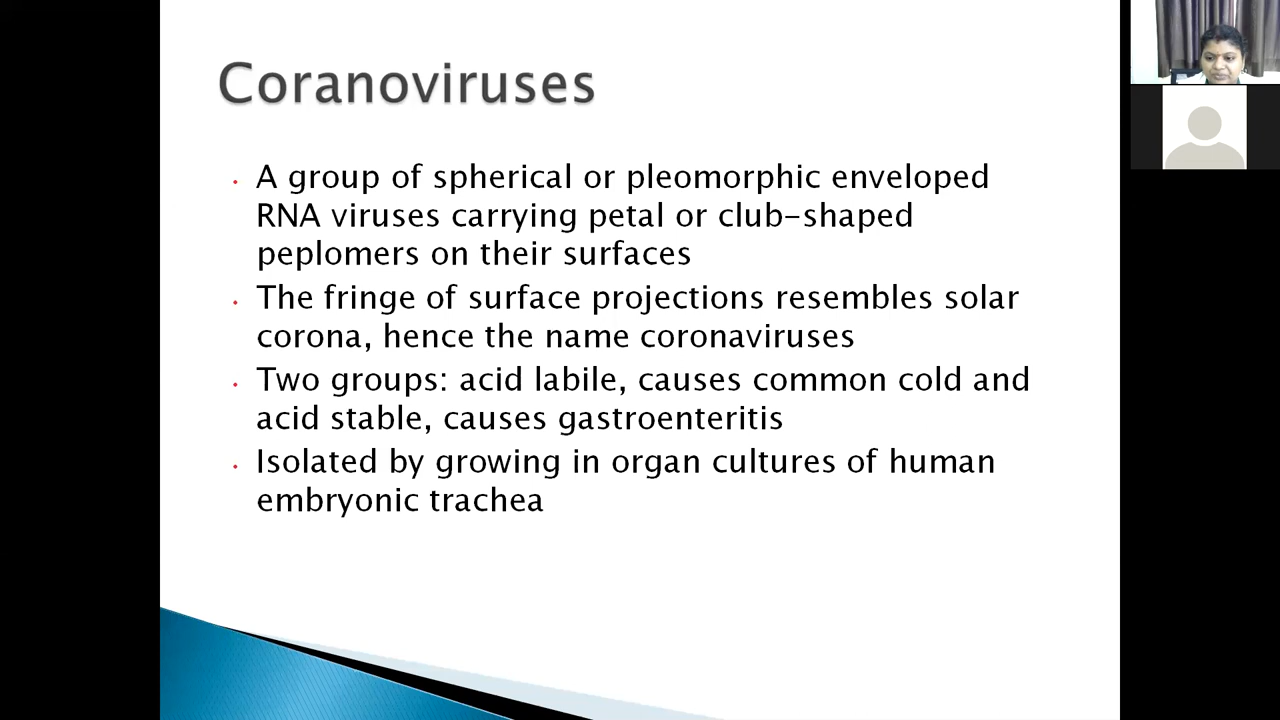 Coranoviruses
A group of spherical or pleomorphic enveloped
RNA viruses carrying petal or club-shaped
peplomers on their surfaces
The fringe of surface projections resembles solar
corona, hence the name coronaviruses
Two groups: acid labile, causes common cold and
acid stable, causes gastroenteritis
Isolated by growing in organ cultures of human
embryonic trachea